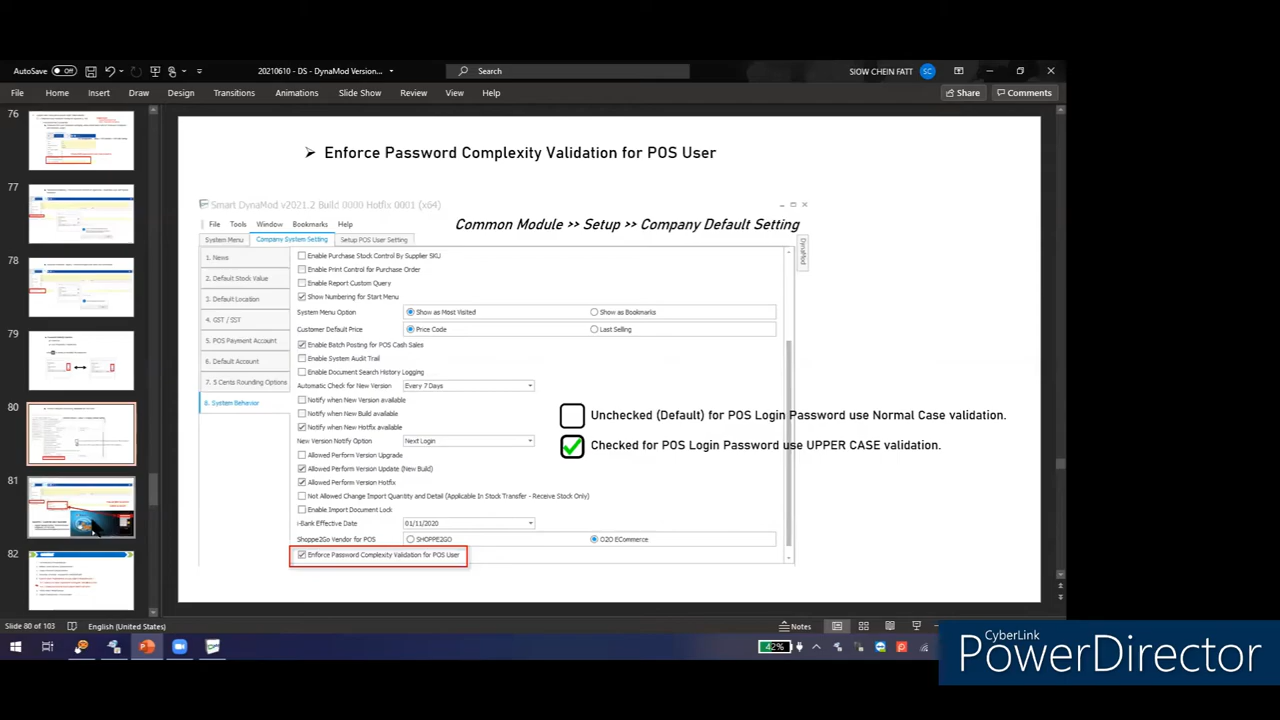 AutoSave Off
20210610 - DS - DynaMod Version...
Search
SIOW CHEIN FATT SC
File Home Insert Draw Design Transitions Animations Slide Show Review View Help Share Comments
76
77
78
79
80
81
82
➢ Enforce Password Complexity Validation for POS User
Smart DynaMod v2021.2 Build 0000 Hotfix 0001 (x64)
File Tools Window Bookmarks Help
Common Module >> Setup >> Company Default Setting
System Menu Company System Setting Setup POS User Setting
DynaMod
1. News
2. Default Stock Value
3. Default Location
4. GST / SST
5. POS Payment Account
6. Default Account
7. 5 Cents Rounding Options
8. System Behavior
Enable Purchase Stock Control By Supplier SKU
Enable Print Control for Purchase Order
Enable Report Custom Query
Show Numbering for Start Menu
System Menu Option Show as Most Visited Show as Bookmarks
Customer Default Price Price Code Last Selling
Enable Batch Posting for POS Cash Sales
Enable System Audit Trail
Enable Document Search History Logging
Automatic Check for New Version Every 7 Days
Notify when New Version available
Notify when New Build available
Notify when New Hotfix available
New Version Notify Option Next Login
Allowed Perform Version Upgrade
Allowed Perform Version Update (New Build)
Allowed Perform Version Hotfix
Not Allowed Change Import Quantity and Detail (Applicable In Stock Transfer - Receive Stock Only)
Enable Import Document Lock
i-Bank Effective Date 01/11/2020
Shoppe2Go Vendor for POS SHOPPE2GO O2O ECommerce
Enforce Password Complexity Validation for POS User
Unchecked (Default) for POS Login Password use Normal Case validation.
Checked for POS Login Password use UPPER CASE validation.
Slide 80 of 103 English (United States) Notes
42%
CyberLink
PowerDirector